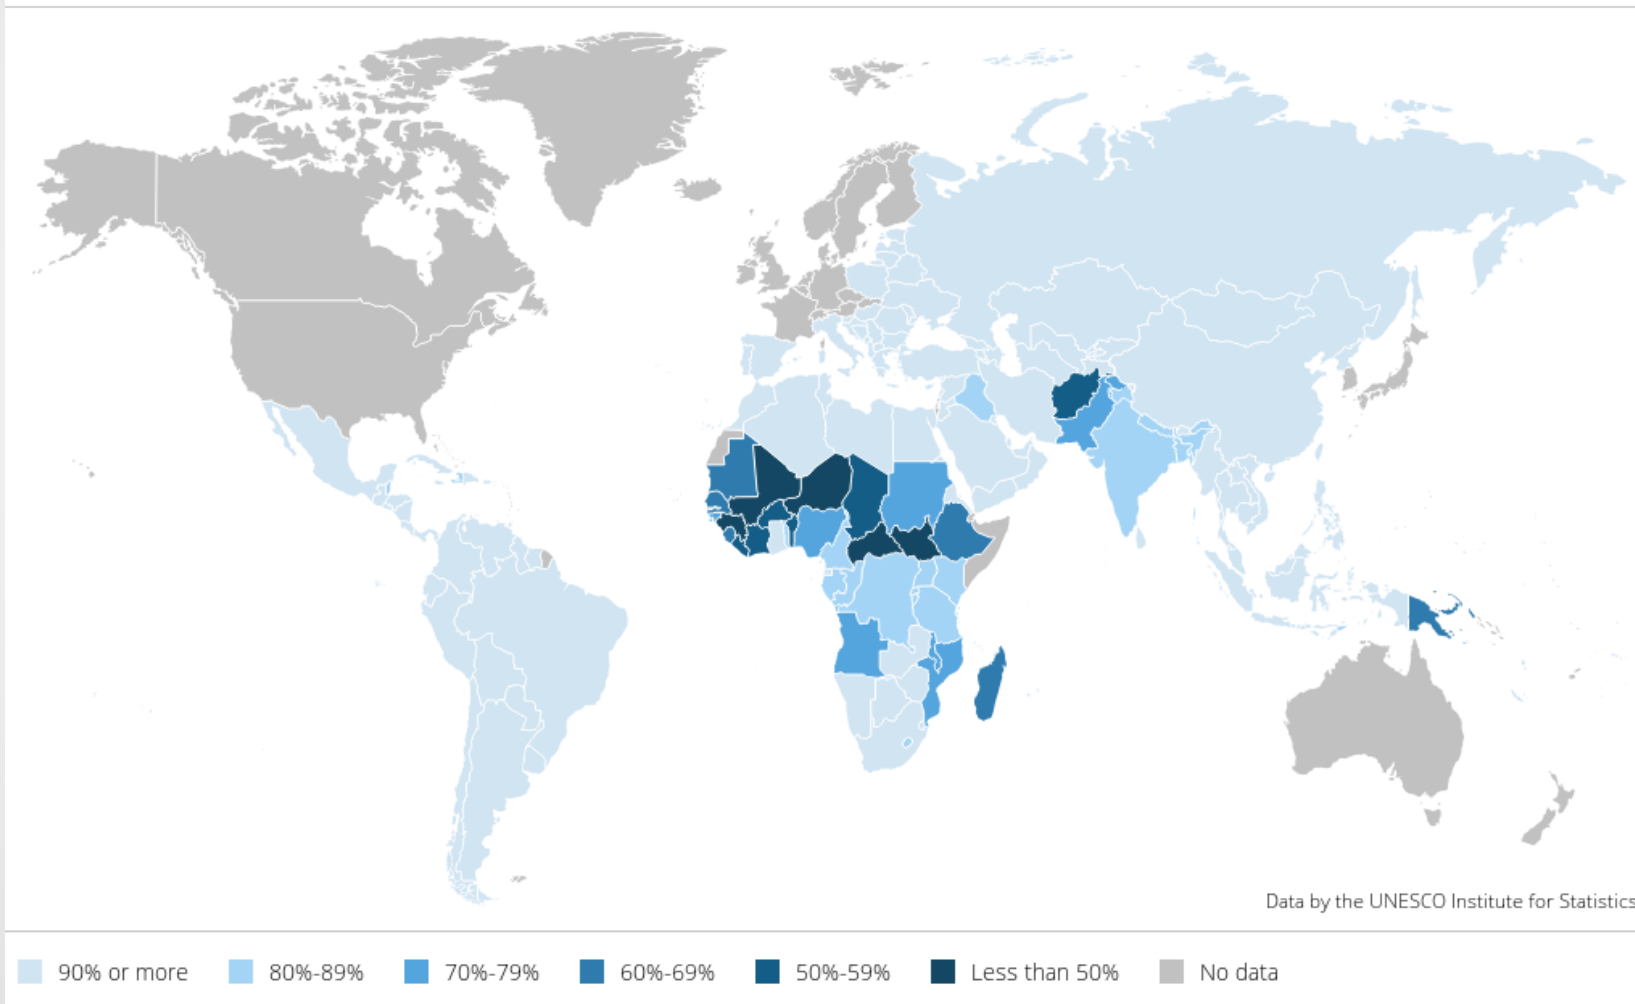 Data by the UNESCO Institute for Statistics
90% or more 80%-89% 70%-79% 60%-69% 50%-59% Less than 50% No data